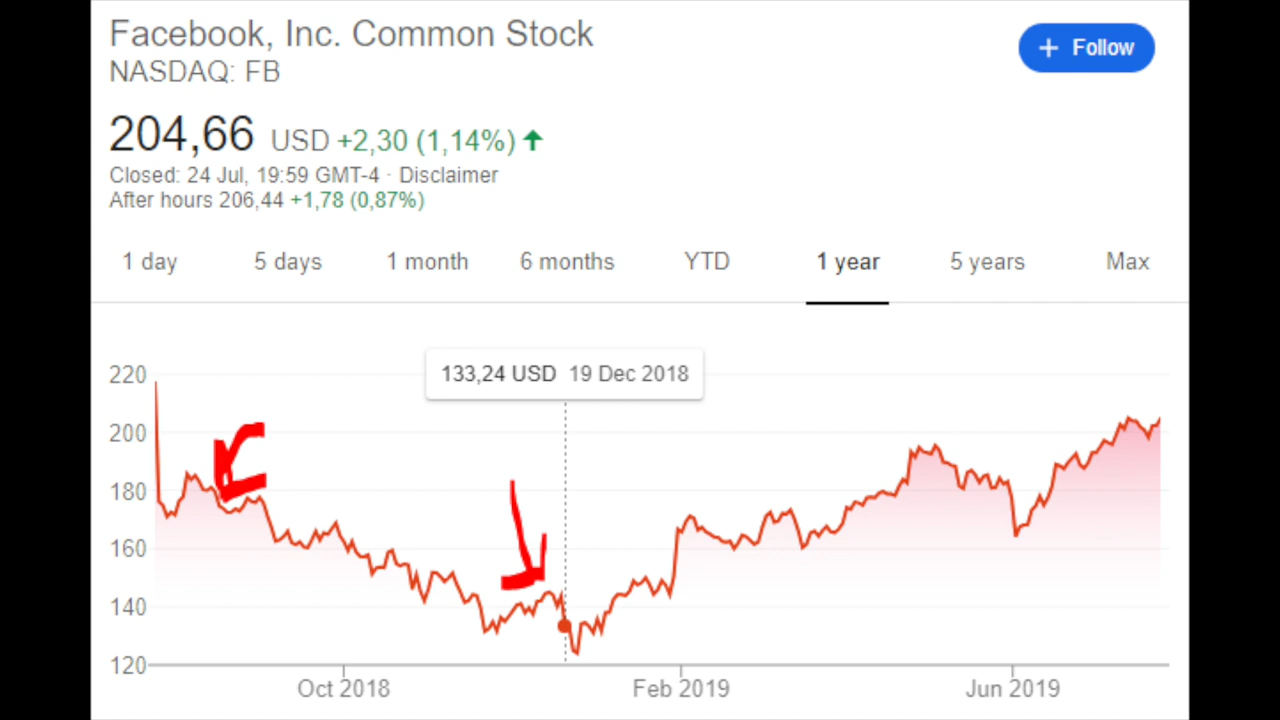 Facebook, Inc. Common Stock
+ Follow
NASDAQ: FB
204,66 USD +2,30 (1,14%) ↑
Closed: 24 Jul, 19:59 GMT-4 · Disclaimer
After hours 206,44 +1,78 (0,87%)
1 day 5 days 1 month 6 months YTD 1 year 5 years Max
133,24 USD 19 Dec 2018
220
200
180
160
140
120
Oct 2018 Feb 2019 Jun 2019